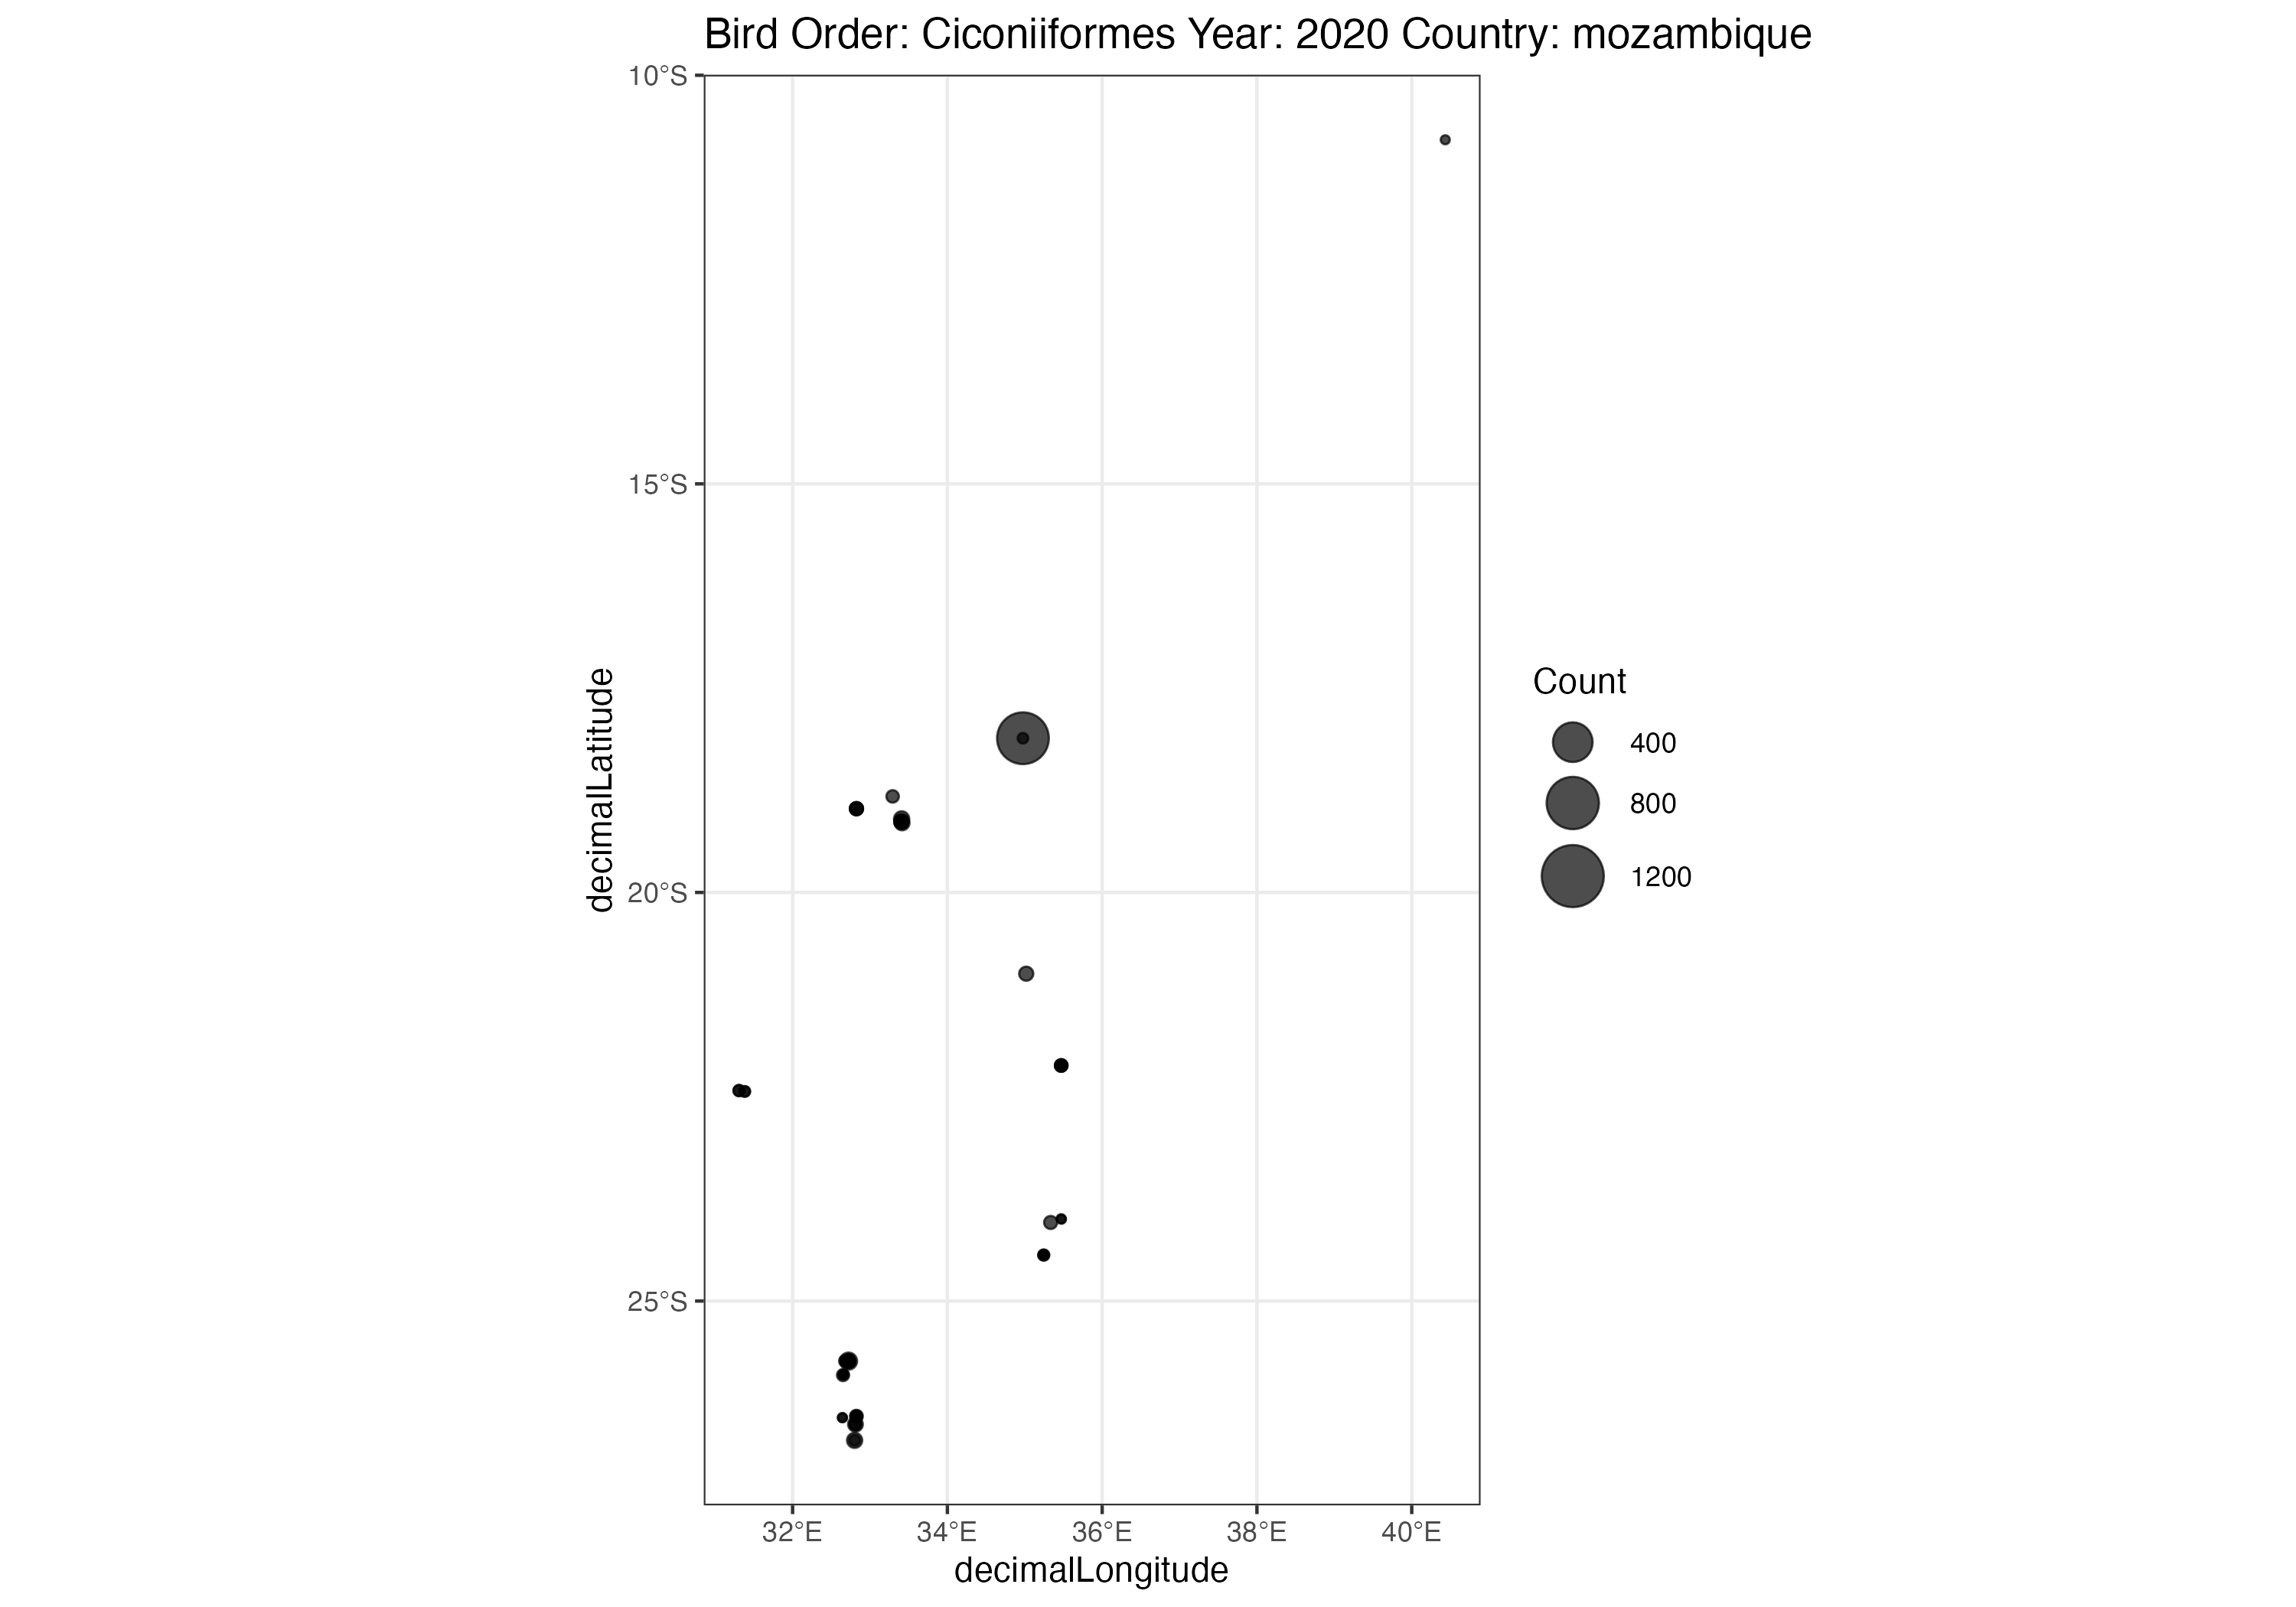 Bird Order: Ciconiiformes Year: 2020 Country: mozambique
10°S
15°S
20°S
25°S
decimalLatitude
32°E 34°E 36°E 38°E 40°E
decimalLongitude
Count
400
800
1200